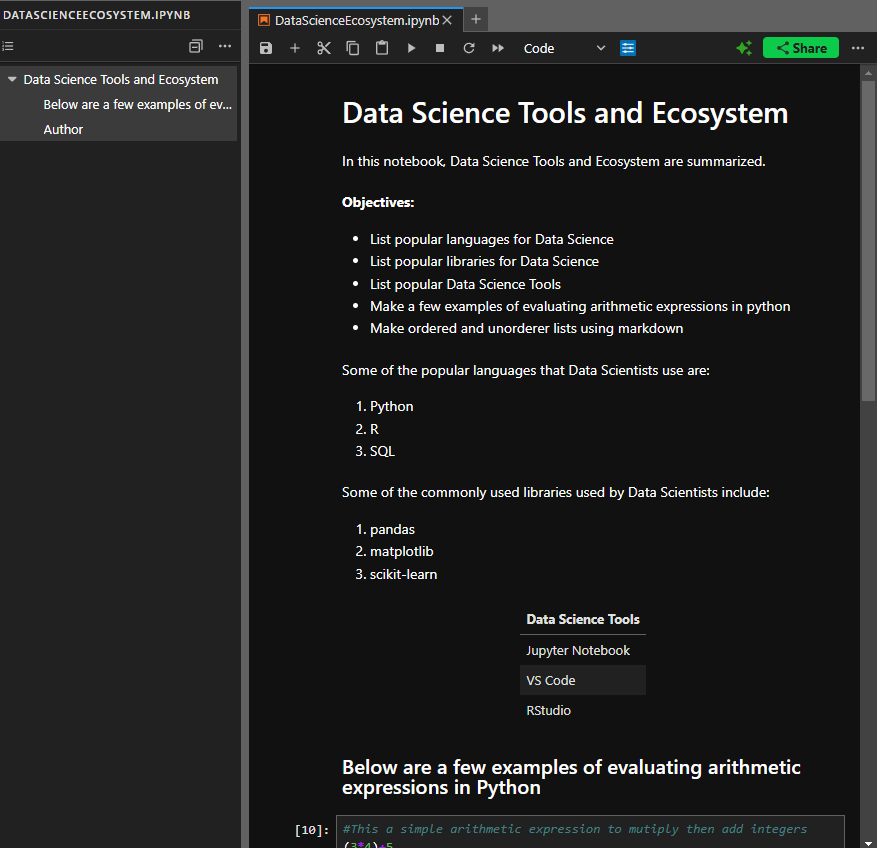 DATASCIENCEECOSYSTEM.IPYNB
Data Science Tools and Ecosystem
Below are a few examples of ev...
Author
DataScienceEcosystem.ipynb
Code
Share
Data Science Tools and Ecosystem
In this notebook, Data Science Tools and Ecosystem are summarized.
Objectives:
• List popular languages for Data Science
• List popular libraries for Data Science
• List popular Data Science Tools
• Make a few examples of evaluating arithmetic expressions in python
• Make ordered and unorderer lists using markdown
Some of the popular languages that Data Scientists use are:
1. Python
2. R
3. SQL
Some of the commonly used libraries used by Data Scientists include:
1. pandas
2. matplotlib
3. scikit-learn
Data Science Tools
Jupyter Notebook
VS Code
RStudio
Below are a few examples of evaluating arithmetic
expressions in Python
[10]: #This a simple arithmetic expression to mutiply then add integers
(3*4)+5